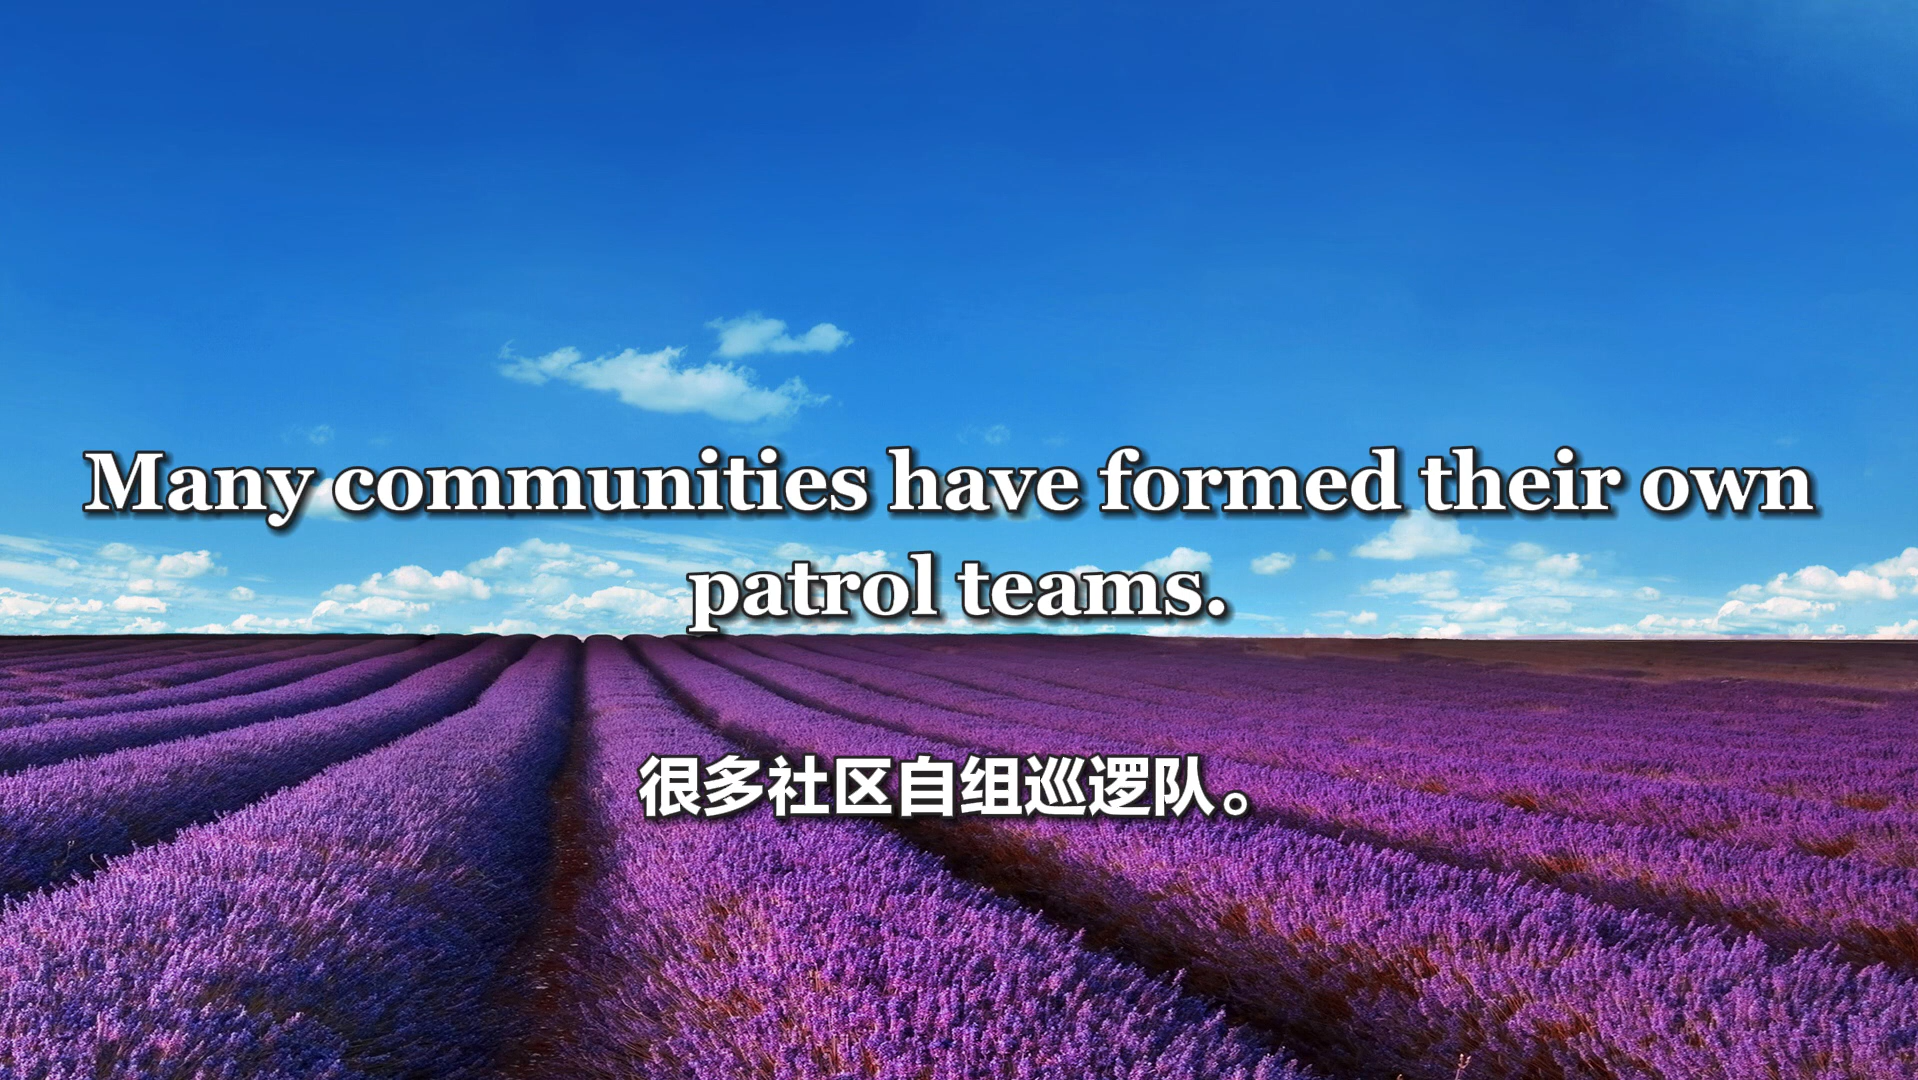 Many communities have formed their own
patrol teams.
很多社区自组巡逻队。